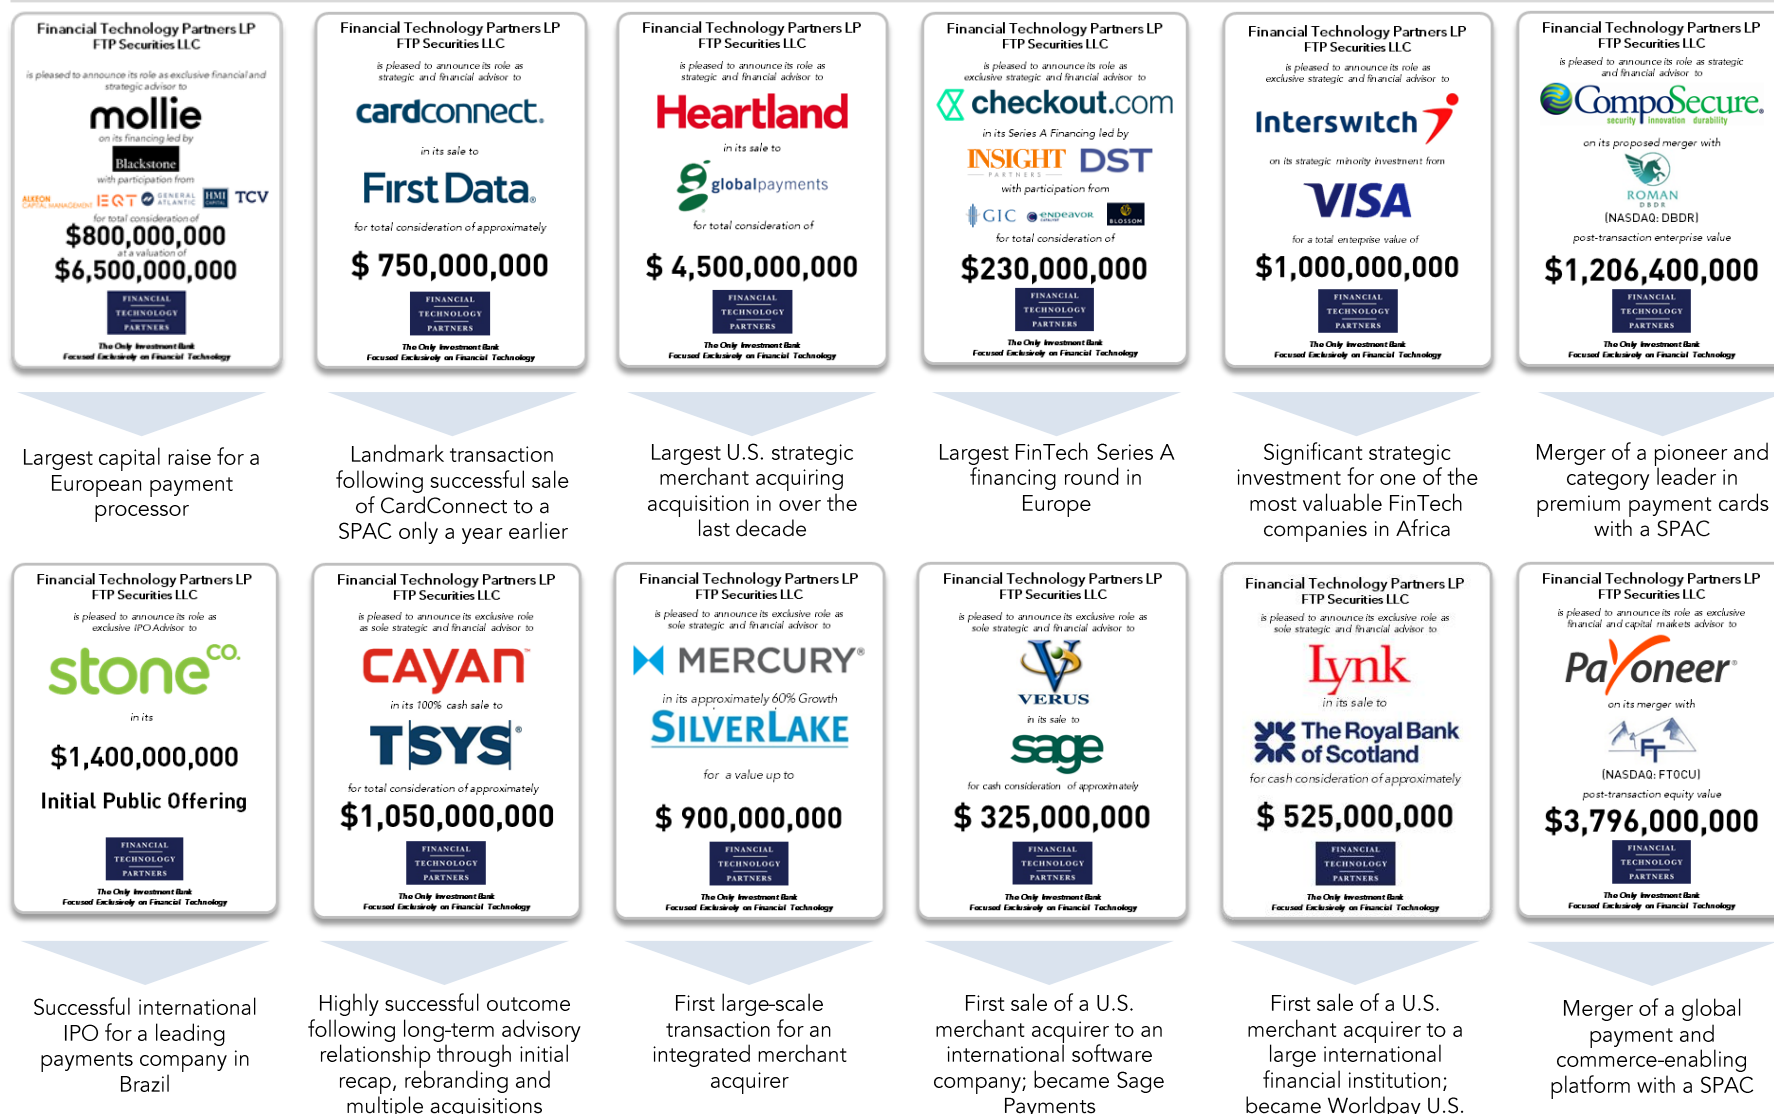 Financial Technology Partners LP
FTP Securities LLC
is pleased to announce its role as exclusive financial and
strategic advisor to
mollie
on its financing led by
Blackstone
with participation from
ALKEON
CAPITAL MANAGEMENT
EQT
GENERAL
ATLANTIC
HMI
CAPITAL
TCV
for total consideration of
$800,000,000
at a valuation of
$6,500,000,000
FINANCIAL
TECHNOLOGY
PARTNERS
The Only Investment Bank
Focused Exclusively on Financial Technology
Largest capital raise for a
European payment
processor
Financial Technology Partners LP
FTP Securities LLC
is pleased to announce its role as
strategic and financial advisor to
cardconnect.
in its sale to
First Data®
for total consideration of approximately
$ 750,000,000
FINANCIAL
TECHNOLOGY
PARTNERS
The Only Investment Bank
Focused Exclusively on Financial Technology
Landmark transaction
following successful sale
of CardConnect to a
SPAC only a year earlier
Financial Technology Partners LP
FTP Securities LLC
is pleased to announce its role as
strategic and financial advisor to
Heartland
in its sale to
globalpayments
for total consideration of
$ 4,500,000,000
FINANCIAL
TECHNOLOGY
PARTNERS
The Only Investment Bank
Focused Exclusively on Financial Technology
Largest U.S. strategic
merchant acquiring
acquisition in over the
last decade
Financial Technology Partners LP
FTP Securities LLC
is pleased to announce its role as
exclusive strategic and financial advisor to
checkout.com
in its Series A Financing led by
INSIGHT
PARTNERS
DST
with participation from
GIC
ENDEAVOR
CATALYST
BLOSSOM
for total consideration of
$230,000,000
FINANCIAL
TECHNOLOGY
PARTNERS
The Only Investment Bank
Focused Exclusively on Financial Technology
Largest FinTech Series A
financing round in
Europe
Financial Technology Partners LP
FTP Securities LLC
is pleased to announce its role as
exclusive strategic and financial advisor to
Interswitch
on its strategic minority investment from
VISA
for a total enterprise value of
$1,000,000,000
FINANCIAL
TECHNOLOGY
PARTNERS
The Only Investment Bank
Focused Exclusively on Financial Technology
Significant strategic
investment for one of the
most valuable FinTech
companies in Africa
Financial Technology Partners LP
FTP Securities LLC
is pleased to announce its role as strategic
and financial advisor to
CompoSecure®
security innovation durability
on its proposed merger with
ROMAN
DBDR
(NASDAQ: DBDR)
post-transaction enterprise value
$1,206,400,000
FINANCIAL
TECHNOLOGY
PARTNERS
The Only Investment Bank
Focused Exclusively on Financial Technology
Merger of a pioneer and
category leader in
premium payment cards
with a SPAC
Financial Technology Partners LP
FTP Securities LLC
is pleased to announce its role as
exclusive IPO Advisor to
stone co.
in its
$1,400,000,000
Initial Public Offering
FINANCIAL
TECHNOLOGY
PARTNERS
The Only Investment Bank
Focused Exclusively on Financial Technology
Successful international
IPO for a leading
payments company in
Brazil
Financial Technology Partners LP
FTP Securities LLC
is pleased to announce its exclusive role
as sole strategic and financial advisor to
CAYAN™
in its 100% cash sale to
TSYS®
for total consideration of approximately
$1,050,000,000
FINANCIAL
TECHNOLOGY
PARTNERS
The Only Investment Bank
Focused Exclusively on Financial Technology
Highly successful outcome
following long-term advisory
relationship through initial
recap, rebranding and
multiple acquisitions
Financial Technology Partners LP
FTP Securities LLC
is pleased to announce its exclusive role as
sole strategic and financial advisor to
MERCURY®
in its approximately 60% Growth
SILVERLAKE
for a value up to
$ 900,000,000
FINANCIAL
TECHNOLOGY
PARTNERS
The Only Investment Bank
Focused Exclusively on Financial Technology
First large-scale
transaction for an
integrated merchant
acquirer
Financial Technology Partners LP
FTP Securities LLC
is pleased to announce its exclusive role as
sole strategic and financial advisor to
VERUS
in its sale to
sage
for cash consideration of approximately
$ 325,000,000
FINANCIAL
TECHNOLOGY
PARTNERS
The Only Investment Bank
Focused Exclusively on Financial Technology
First sale of a U.S.
merchant acquirer to an
international software
company; became Sage
Payments
Financial Technology Partners LP
FTP Securities LLC
is pleased to announce its exclusive role as
sole strategic and financial advisor to
Lynk
in its sale to
The Royal Bank
of Scotland
for cash consideration of approximately
$ 525,000,000
FINANCIAL
TECHNOLOGY
PARTNERS
The Only Investment Bank
Focused Exclusively on Financial Technology
First sale of a U.S.
merchant acquirer to a
large international
financial institution;
became Worldpay U.S.
Financial Technology Partners LP
FTP Securities LLC
is pleased to announce its role as exclusive
financial and capital markets advisor to
Payoneer®
on its merger with
FT
(NASDAQ: FTOCU)
post-transaction equity value
$3,796,000,000
FINANCIAL
TECHNOLOGY
PARTNERS
The Only Investment Bank
Focused Exclusively on Financial Technology
Merger of a global
payment and
commerce-enabling
platform with a SPAC